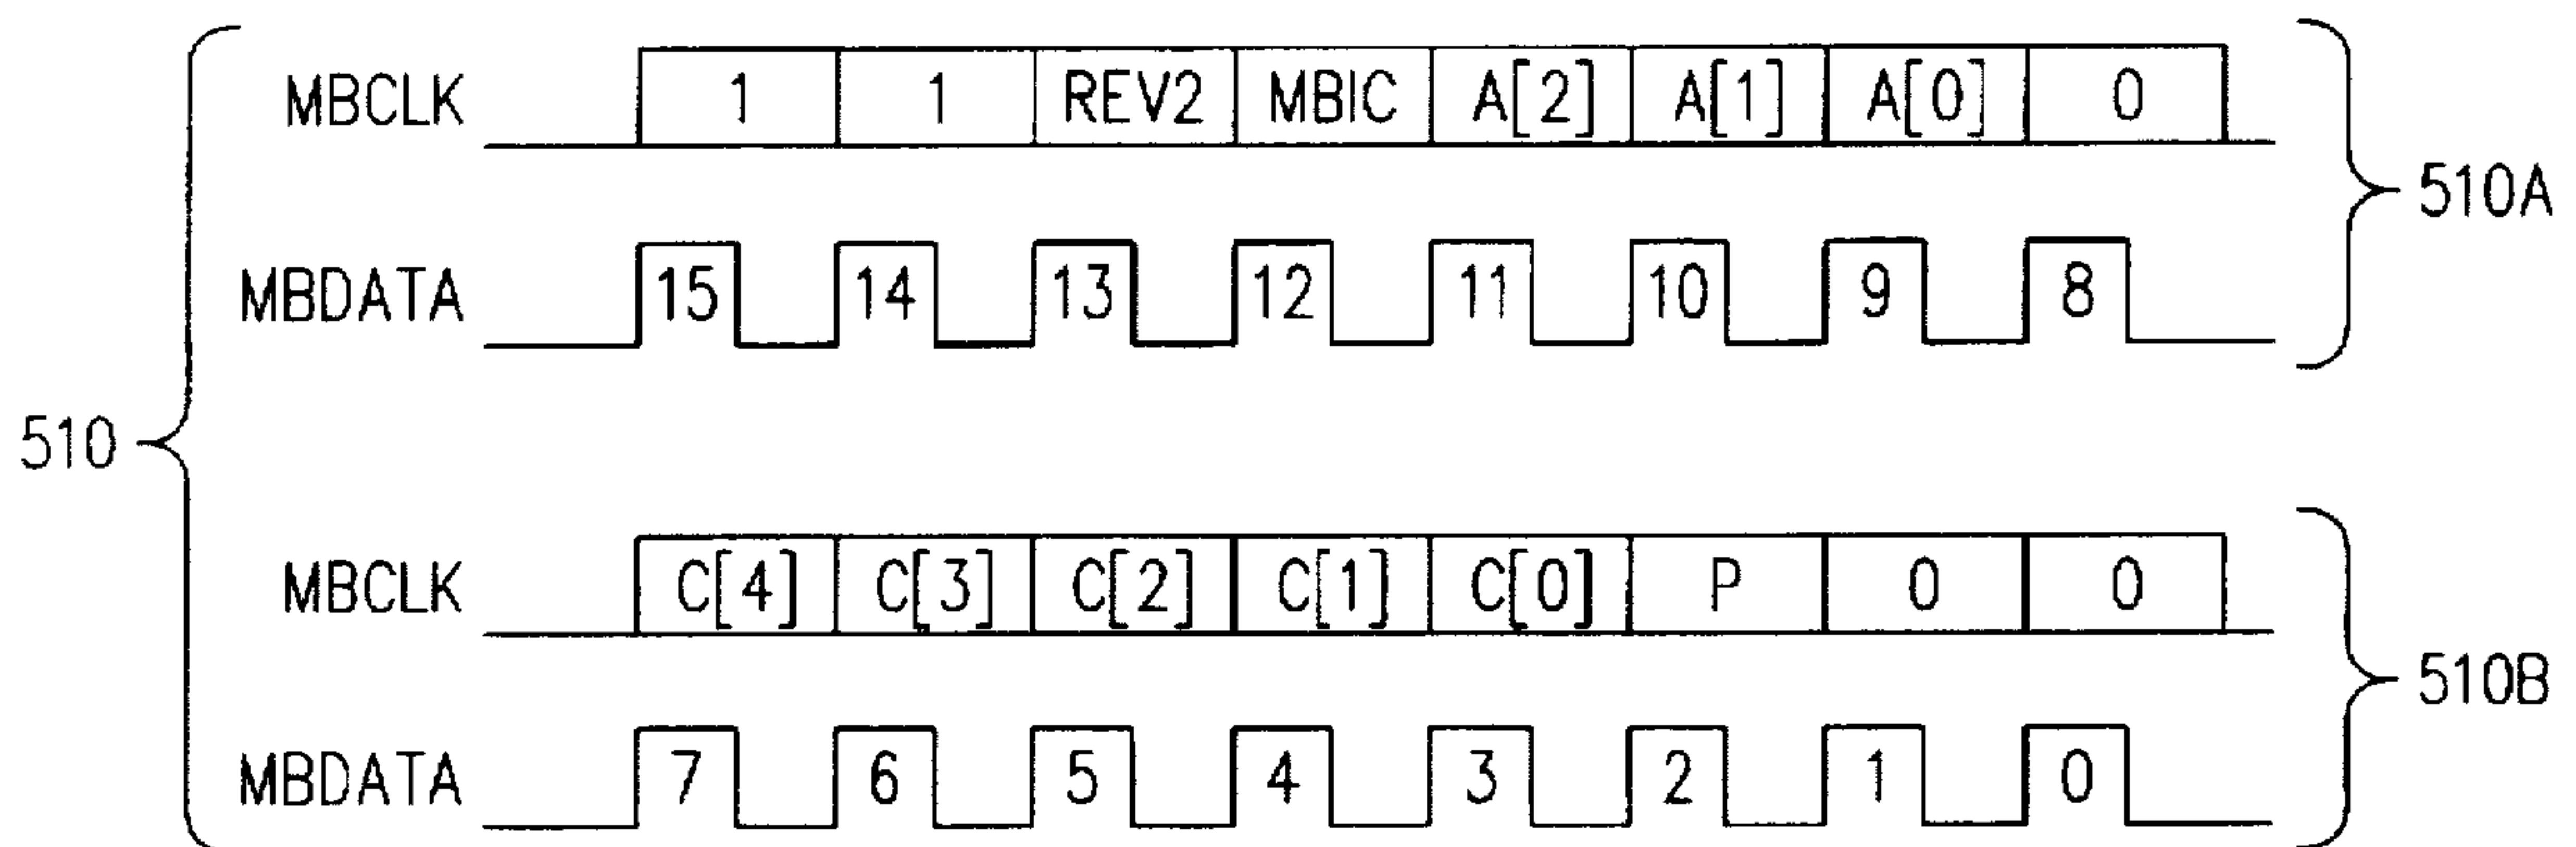 MBCLK 1 1 REV2 MBIC A[2] A[1] A[0] 0
510A
MBDATA 15 14 13 12 11 10 9 8
510
MBCLK C[4] C[3] C[2] C[1] C[0] P 0 0
510B
MBDATA 7 6 5 4 3 2 1 0